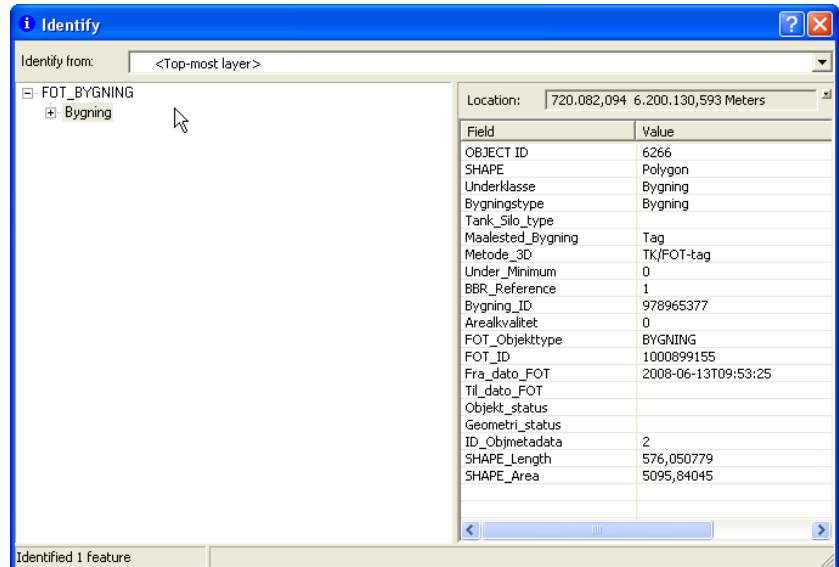 Identify
Identify from: <Top-most layer>
FOT_BYGNING
Bygning
Location: 720.082,094 6.200.130,593 Meters
Field Value
OBJECT ID 6266
SHAPE Polygon
Underklasse Bygning
Bygningstype Bygning
Tank_Silo_type
Maalested_Bygning Tag
Metode_3D TK/FOT-tag
Under_Minimum 0
BBR_Reference 1
Bygning_ID 978965377
Arealkvalitet 0
FOT_Objekttype BYGNING
FOT_ID 1000899155
Fra_dato_FOT 2008-06-13T09:53:25
Til_dato_FOT
Objekt_status
Geometri_status
ID_Objmetadata 2
SHAPE_Length 576,050779
SHAPE_Area 5095,84045
Identified 1 feature